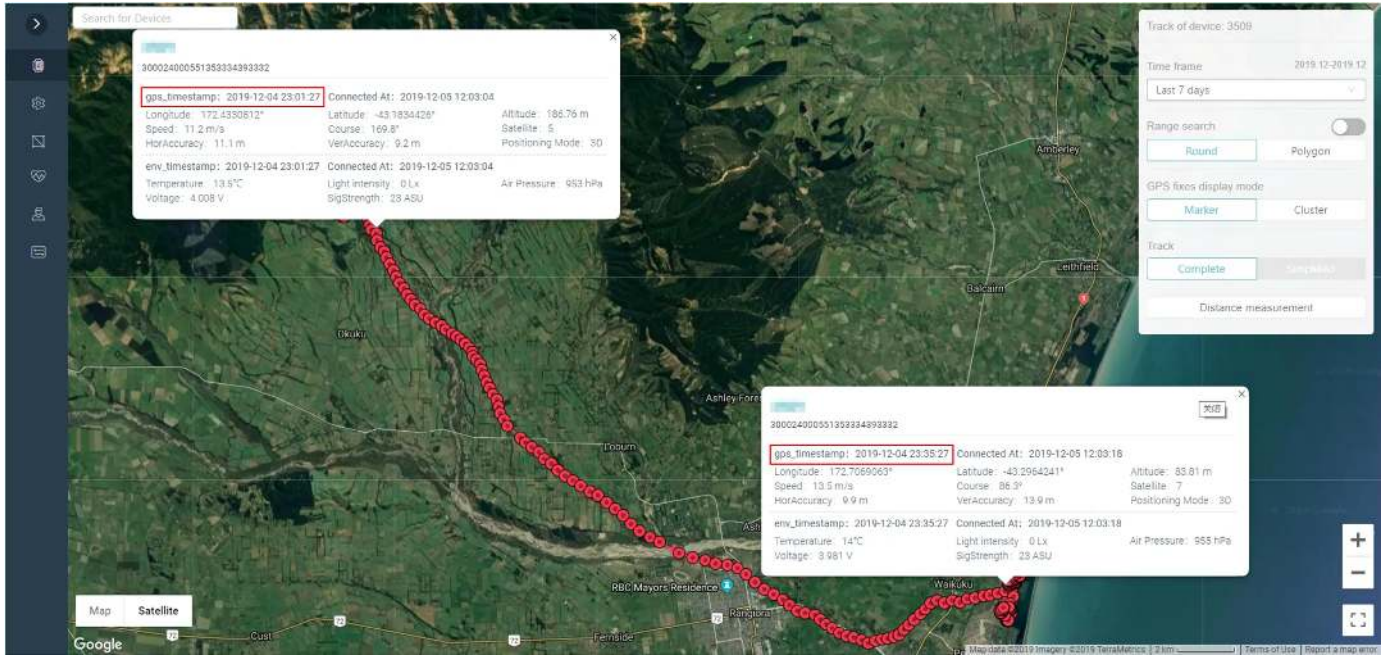 Search for Devices
300024000551353334393332
gps_timestamp: 2019-12-04 23:01:27 Connected At: 2019-12-05 12:03:04
Longitude: 172.4330812° Latitude: -43.1834426° Altitude: 186.76 m
Speed: 11.2 m/s Course: 169.8° Satellite: 5
HorAccuracy: 11.1 m VerAccuracy: 9.2 m Positioning Mode: 3D
env_timestamp: 2019-12-04 23:01:27 Connected At: 2019-12-05 12:03:04
Temperature: 13.5℃ Light intensity: 0 Lx Air Pressure: 953 hPa
Voltage: 4.008 V SigStrength: 23 ASU
Track of device: 3509
Time frame 2019.12-2019.12
Last 7 days
Range search
Round Polygon
GPS fixes display mode
Marker Cluster
Track
Complete
Distance measurement
Amberley
Leithfield
Balcairn
1
Okuku
Ashley Fore
Loburn
Ash
300024000551353334393332
关闭
gps_timestamp: 2019-12-04 23:35:27 Connected At: 2019-12-05 12:03:18
Longitude: 172.7069063° Latitude: -43.2964241° Altitude: 83.81 m
Speed: 13.5 m/s Course: 86.3° Satellite: 7
HorAccuracy: 9.9 m VerAccuracy: 13.9 m Positioning Mode: 3D
env_timestamp: 2019-12-04 23:35:27 Connected At: 2019-12-05 12:03:18
Temperature: 14℃ Light intensity: 0 Lx Air Pressure: 955 hPa
Voltage: 3.981 V SigStrength: 23 ASU
RBC Mayors Residence
Waikuku
Rangiora
Map Satellite
72
72
72
72
Cust
Fernside
Google
Map data ©2019 Imagery ©2019 TerraMetrics 2 km Terms of Use Report a map error